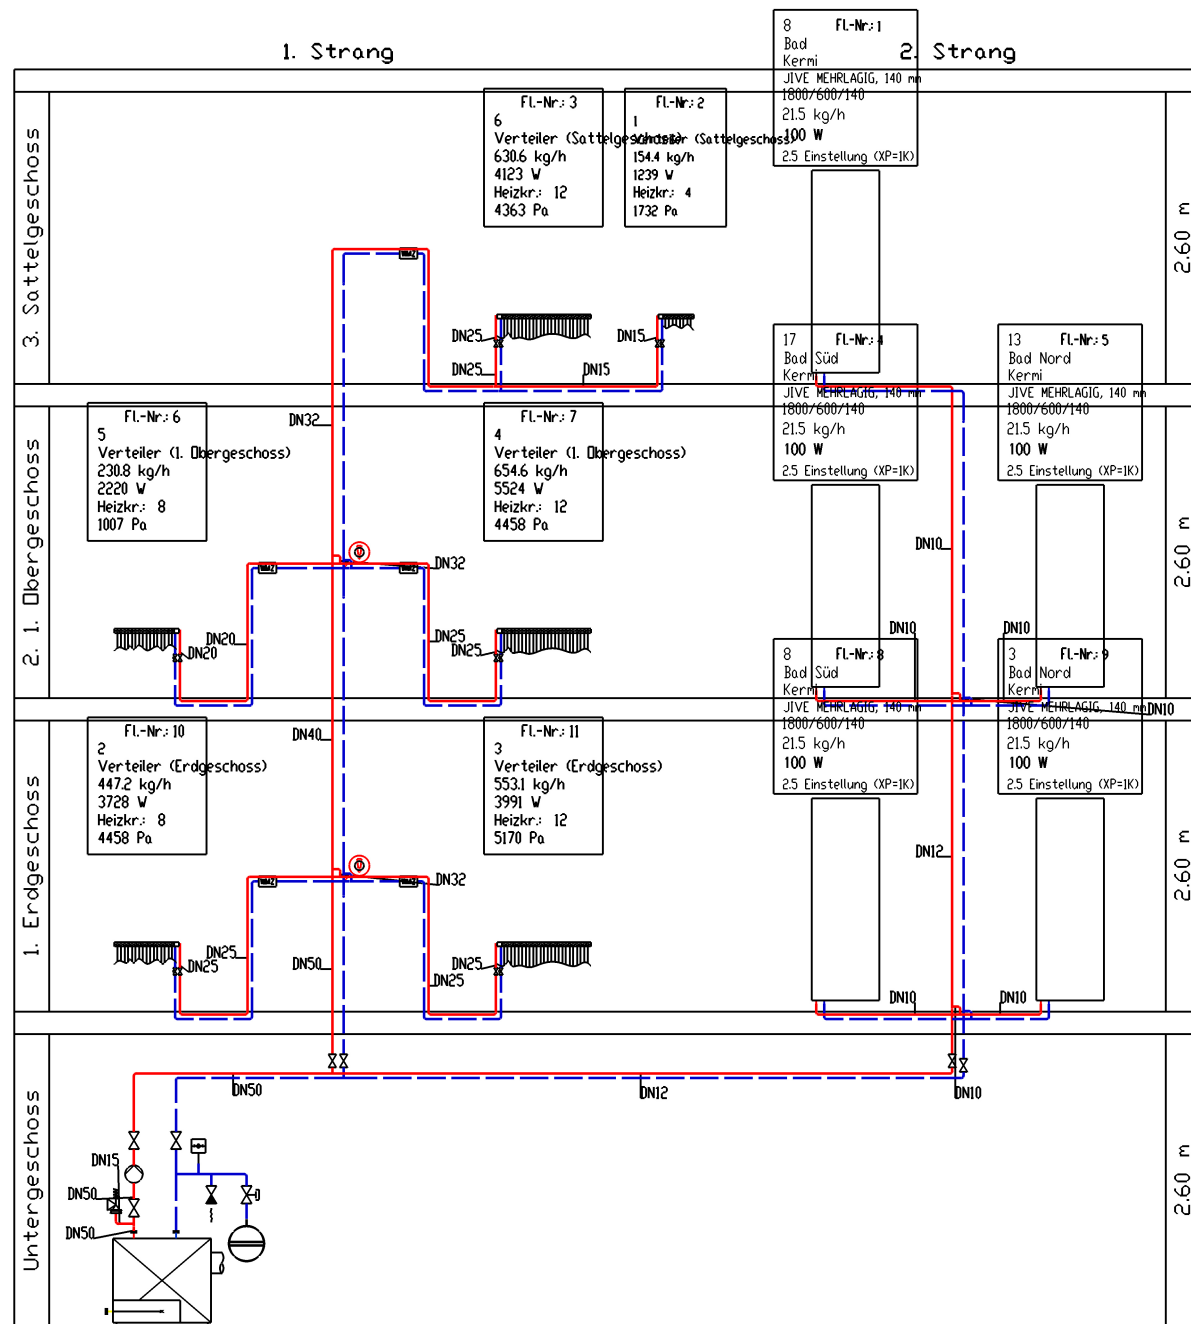 1. Strang
2. Strang
3. Sattelgeschoss
Fl.-Nr.: 3
6
Verteiler (Sattelgeschoss)
630.6 kg/h
4123 W
Heizkr.: 12
4363 Pa
Fl.-Nr.: 2
1
Verteiler (Sattelgeschoss)
154.4 kg/h
1239 W
Heizkr.: 4
1732 Pa
8 Fl.-Nr.: 1
Bad
Kermi
JIVE MEHRLAGIG, 140 mm
1800/600/140
21.5 kg/h
100 W
2.5 Einstellung (XP=1K)
2.60 m
WMZ
DN25
DN25
DN15
DN15
DN32
2. 1. Obergeschoss
Fl.-Nr.: 6
5
Verteiler (1. Obergeschoss)
230.8 kg/h
2220 W
Heizkr.: 8
1007 Pa
Fl.-Nr.: 7
4
Verteiler (1. Obergeschoss)
654.6 kg/h
5524 W
Heizkr.: 12
4458 Pa
17 Fl.-Nr.: 4
Bad Süd
Kermi
JIVE MEHRLAGIG, 140 mm
1800/600/140
21.5 kg/h
100 W
2.5 Einstellung (XP=1K)
13 Fl.-Nr.: 5
Bad Nord
Kermi
JIVE MEHRLAGIG, 140 mm
1800/600/140
21.5 kg/h
100 W
2.5 Einstellung (XP=1K)
2.60 m
WMZ
WMZ
DN32
DN20
DN20
DN25
DN25
DN10
DN10
DN10
DN10
1. Erdgeschoss
Fl.-Nr.: 10
2
Verteiler (Erdgeschoss)
447.2 kg/h
3728 W
Heizkr.: 8
4458 Pa
DN40
Fl.-Nr.: 11
3
Verteiler (Erdgeschoss)
553.1 kg/h
3991 W
Heizkr.: 12
5170 Pa
8 Fl.-Nr.: 8
Bad Süd
Kermi
JIVE MEHRLAGIG, 140 mm
1800/600/140
21.5 kg/h
100 W
2.5 Einstellung (XP=1K)
3 Fl.-Nr.: 9
Bad Nord
Kermi
JIVE MEHRLAGIG, 140 mm
1800/600/140
21.5 kg/h
100 W
2.5 Einstellung (XP=1K)
2.60 m
WMZ
WMZ
DN32
DN25
DN25
DN50
DN25
DN25
DN12
DN10
DN10
Untergeschoss
DN50
DN12
DN10
DN15
DN50
DN50
2.60 m